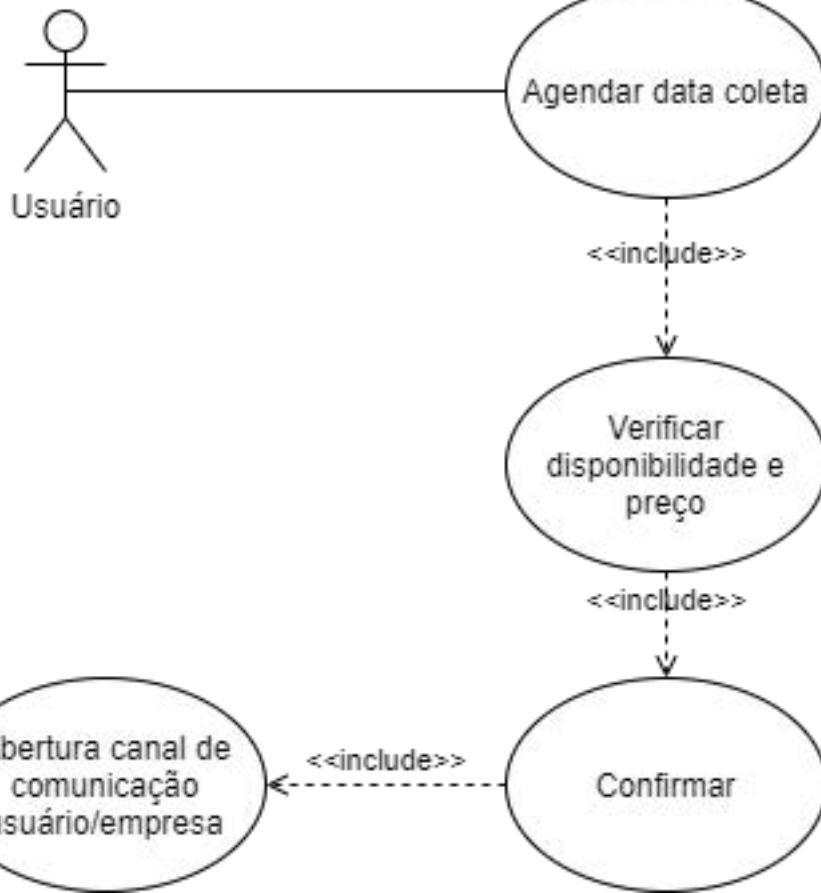 Agendar data coleta
Usuário
<<include>>
Verificar
disponibilidade e
preço
<<include>>
bertura canal de
comunicação
suário/empresa
<<include>>
Confirmar